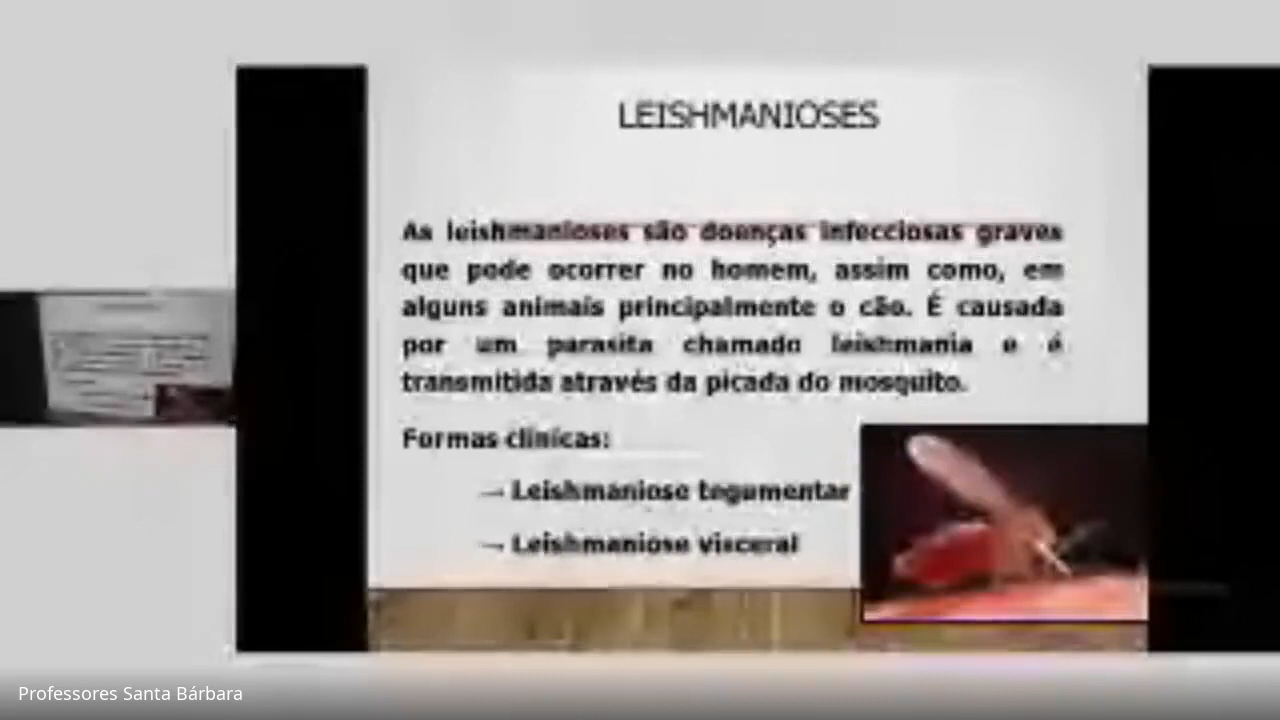 LEISHMANIOSES
As leishmanioses são doenças infecciosas graves
que pode ocorrer no homem, assim como, em
alguns animais principalmente o cão. É causada
por um parasita chamado leishmania e é
transmitida através da picada do mosquito.
Formas clínicas:
→ Leishmaniose tegumentar
→ Leishmaniose visceral
Professores Santa Bárbara